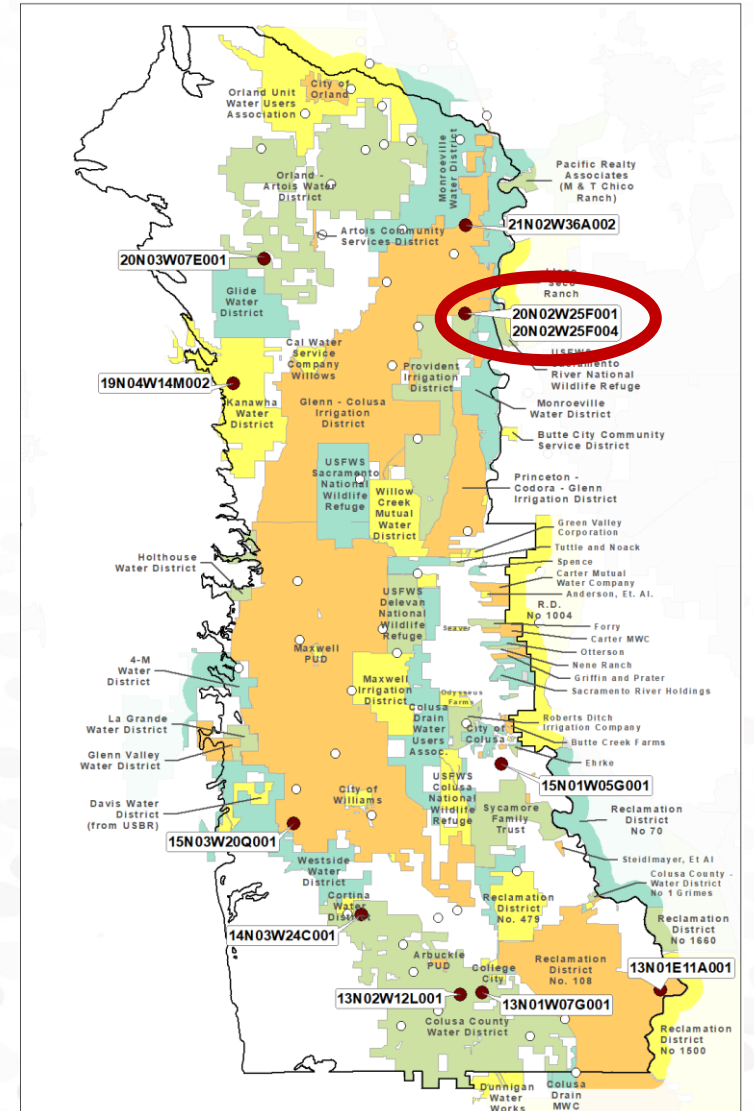 City of
Orland
Orland Unit
Water Users
Association
Monroeville
Water District
Pacific Realty
Associates
(M & T Chico
Ranch)
Orland -
Artois Water
District
21N02W36A002
Artois Community
Services District
20N03W07E001
Ranch
Glide
Water
District
20N02W25F001
20N02W25F004
Cal Water
Service
Company
Willows
USFWS
Sacramento
River National
Wildlife Refuge
Provident
Irrigation
District
19N04W14M002
Kanawha
Water
District
Glenn - Colusa
Irrigation
District
Monroeville
Water District
Butte City Community
Service District
USFWS
Sacramento
National
Wildlife
Refuge
Willow
Creek
Mutual
Water
District
Princeton -
Codora - Glenn
Irrigation District
Green Valley
Corporation
Tuttle and Noack
Spence
Holthouse
Water District
Carter Mutual
Water Company
Anderson, Et. Al.
USFWS
Delevan
National
Wildlife
Refuge
R.D.
No 1004
Forry
Seaver
Carter MWC
Otterson
Maxwell
PUD
Nene Ranch
Griffin and Prater
4-M
Water
District
Sacramento River Holdings
Maxwell
Irrigation
District
Odysseus
Farms
Colusa
Drain
Water
Users
Assoc.
La Grande
Water District
Roberts Ditch
Irrigation Company
City of
Colusa
Butte Creek Farms
Glenn Valley
Water District
Ehrke
USFWS
Colusa
National
Wildlife
Refuge
15N01W05G001
City of
Williams
Davis Water
District
(from USBR)
Sycamore
Family
Trust
Reclamation
District
No 70
15N03W20Q001
Steidlmayer, Et Al
Westside
Water
District
Colusa County -
Water District
No 1 Grimes
Cortina
Water
District
Reclamation
District
No. 479
14N03W24C001
Reclamation
District
No 1660
Arbuckle
PUD
College
City
Reclamation
District
No. 108
13N01E11A001
13N02W12L001
13N01W07G001
Colusa County
Water District
Reclamation
District
No 1500
Dunnigan
Water
Works
Colusa
Drain
MWC